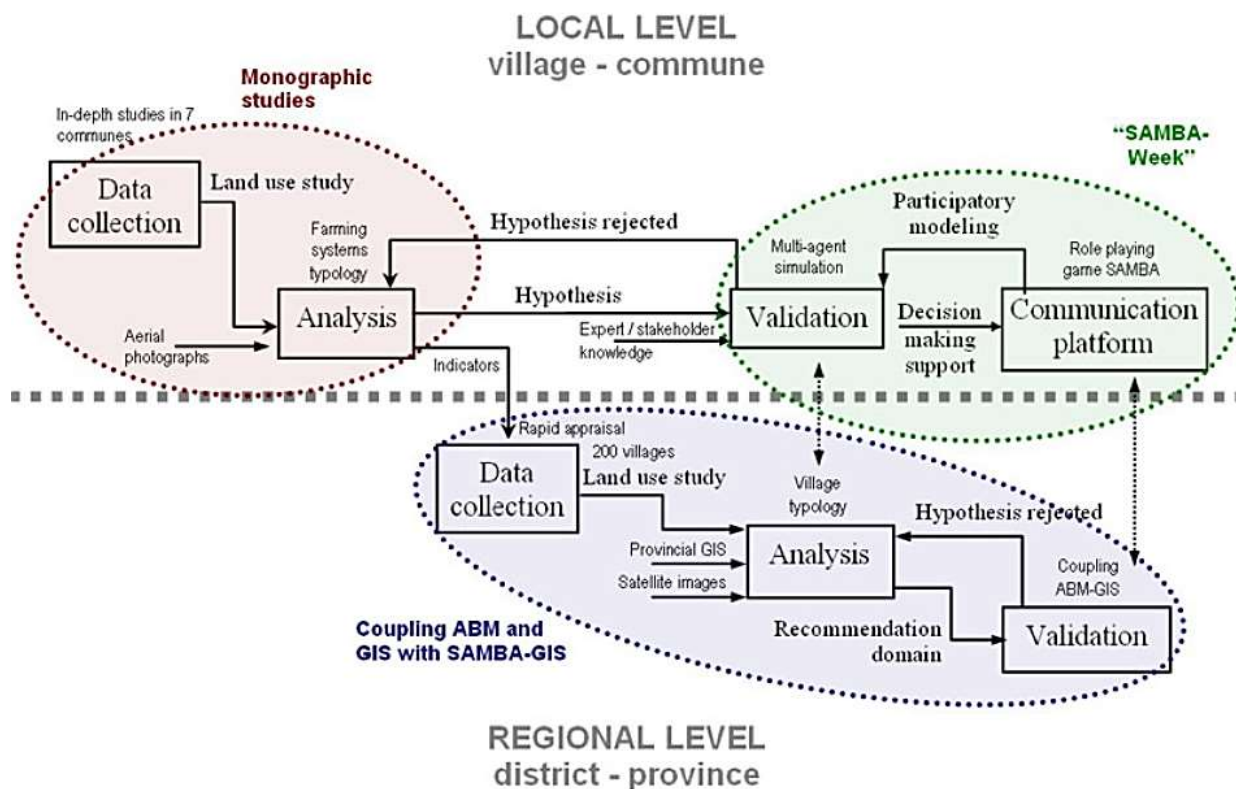 LOCAL LEVEL
village - commune
Monographic
studies
In-depth studies in 7
communes
Data
collection
Land use study
Farming
systems
typology
Analysis
Aerial
photographs
Hypothesis rejected
Hypothesis
Expert / stakeholder
knowledge
Indicators
“SAMBA-
Week”
Participatory
modeling
Multi-agent
simulation
Role playing
game SAMBA
Validation
Decision
making
support
Communication
platform
Rapid appraisal
200 villages
Data
collection
Land use study
Village
typology
Hypothesis rejected
Provincial GIS
Analysis
Satellite images
Coupling
ABM-GIS
Recommendation
domain
Validation
Coupling ABM and
GIS with SAMBA-GIS
REGIONAL LEVEL
district - province